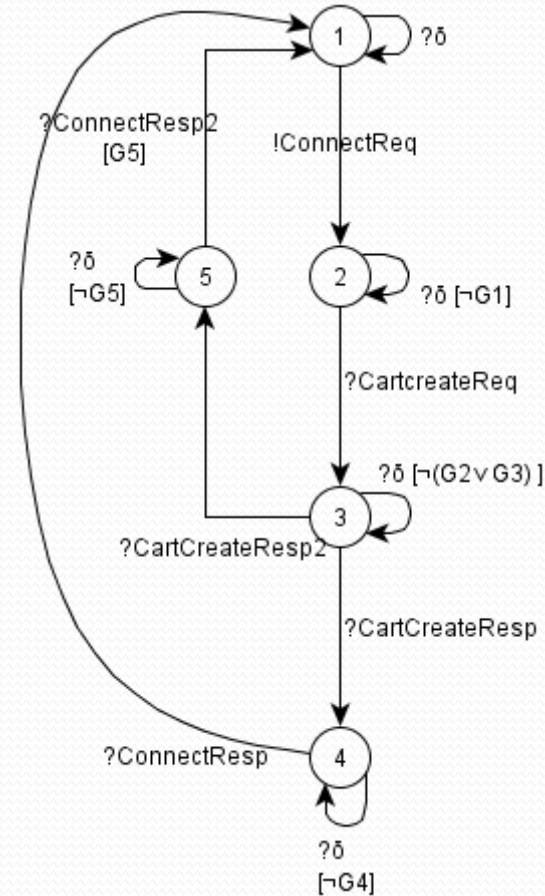 1
?δ
?ConnectResp2
[G5]
!ConnectReq
?δ
[¬G5]
5
2
?δ [¬G1]
?CartcreateReq
?δ [¬(G2∨G3) ]
3
?CartCreateResp2
?CartCreateResp
?ConnectResp
4
?δ
[¬G4]